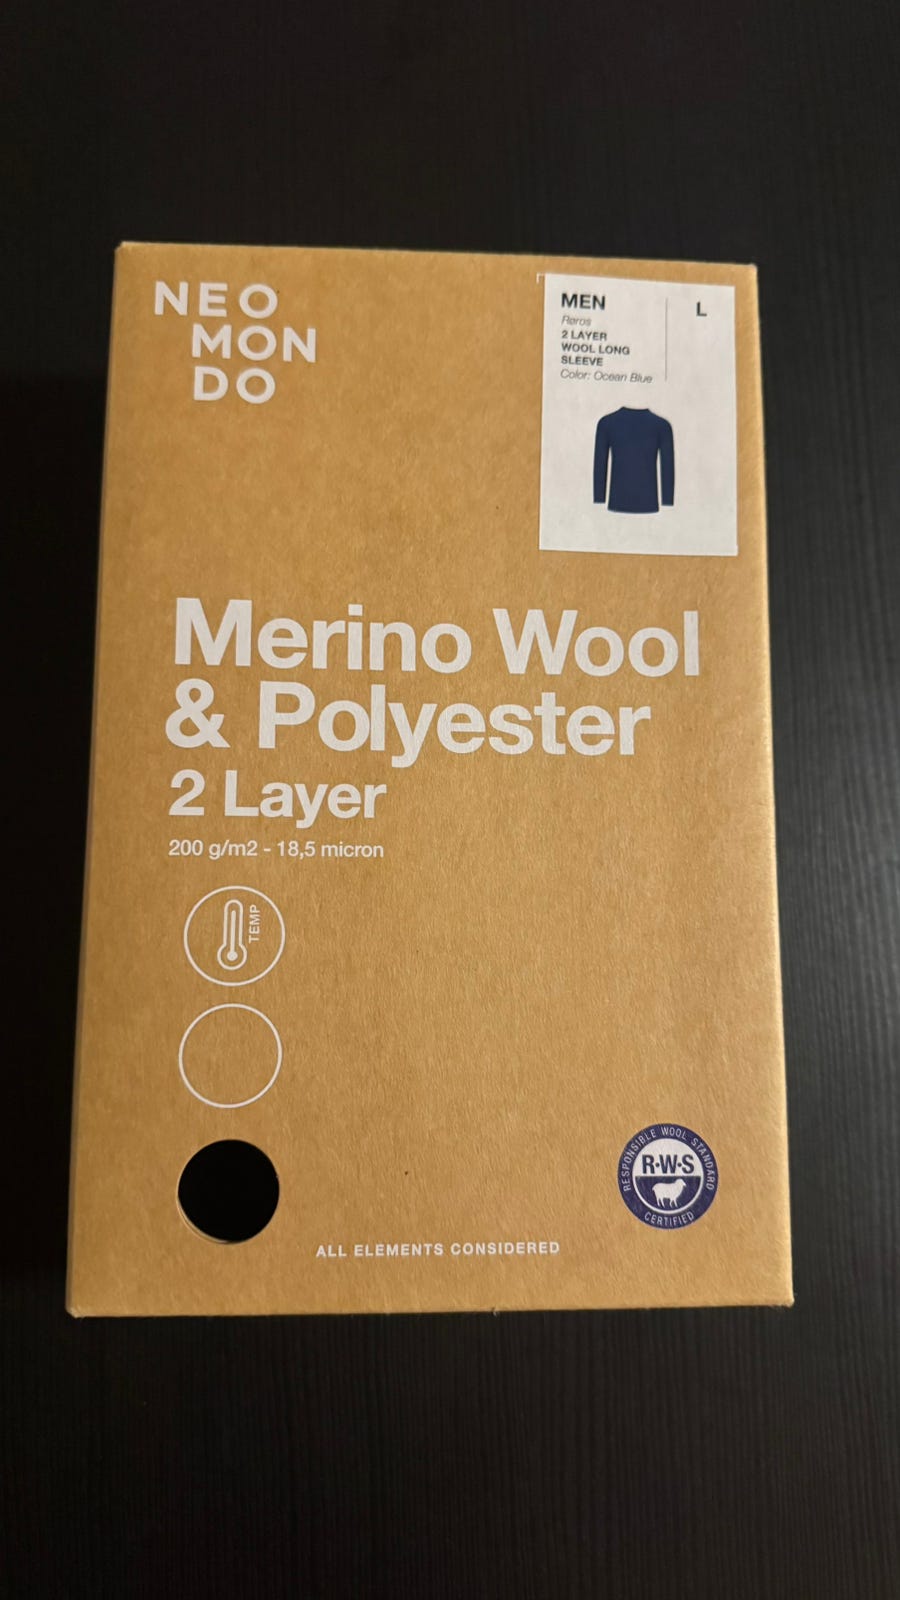 NEO
MON
DO
MEN
Røros
2 LAYER
WOOL LONG
SLEEVE
Color: Ocean Blue
L
Merino Wool
& Polyester
2 Layer
200 g/m2 - 18,5 micron
TEMP
RESPONSIBLE WOOL STANDARD
R·W·S
CERTIFIED
ALL ELEMENTS CONSIDERED